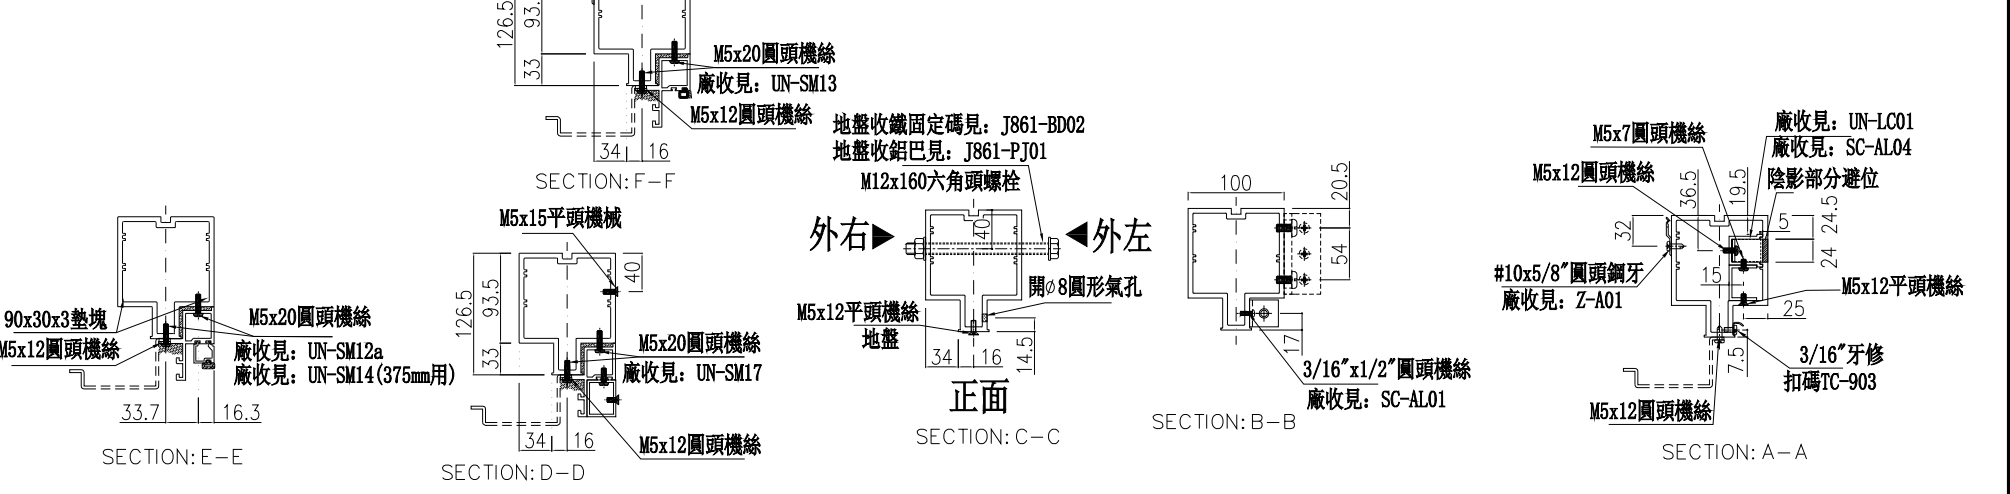 126.5
93.
33
M5x20圓頭機絲
廠收見: UN-SM13
M5x12圓頭機絲
34
16
SECTION:F-F
90x30x3墊塊
M5x12圓頭機絲
M5x20圓頭機絲
廠收見: UN-SM12a
廠收見: UN-SM14(375mm用)
33.7
16.3
SECTION:E-E
M5x15平頭機械
126.5
93.5
33
40
M5x20圓頭機絲
廠收見: UN-SM17
M5x12圓頭機絲
34
16
SECTION:D-D
地盤收鐵固定碼見: J861-BD02
地盤收鋁巴見: J861-PJ01
M12x160六角頭螺栓
外右
外左
40
開φ8圓形氣孔
M5x12平頭機絲
地盤
34
16
14.5
正面
SECTION:C-C
100
20.5
54
17
3/16"x1/2"圓頭機絲
廠收見: SC-AL01
SECTION:B-B
M5x7圓頭機絲
廠收見: UN-LC01
廠收見: SC-AL04
M5x12圓頭機絲
陰影部分避位
36.5
19.5
5
24.5
32
24
15
#10x5/8"圓頭鋼牙
廠收見: Z-A01
M5x12平頭機絲
25
7.5
3/16"牙修
扣碼TC-903
M5x12圓頭機絲
SECTION:A-A